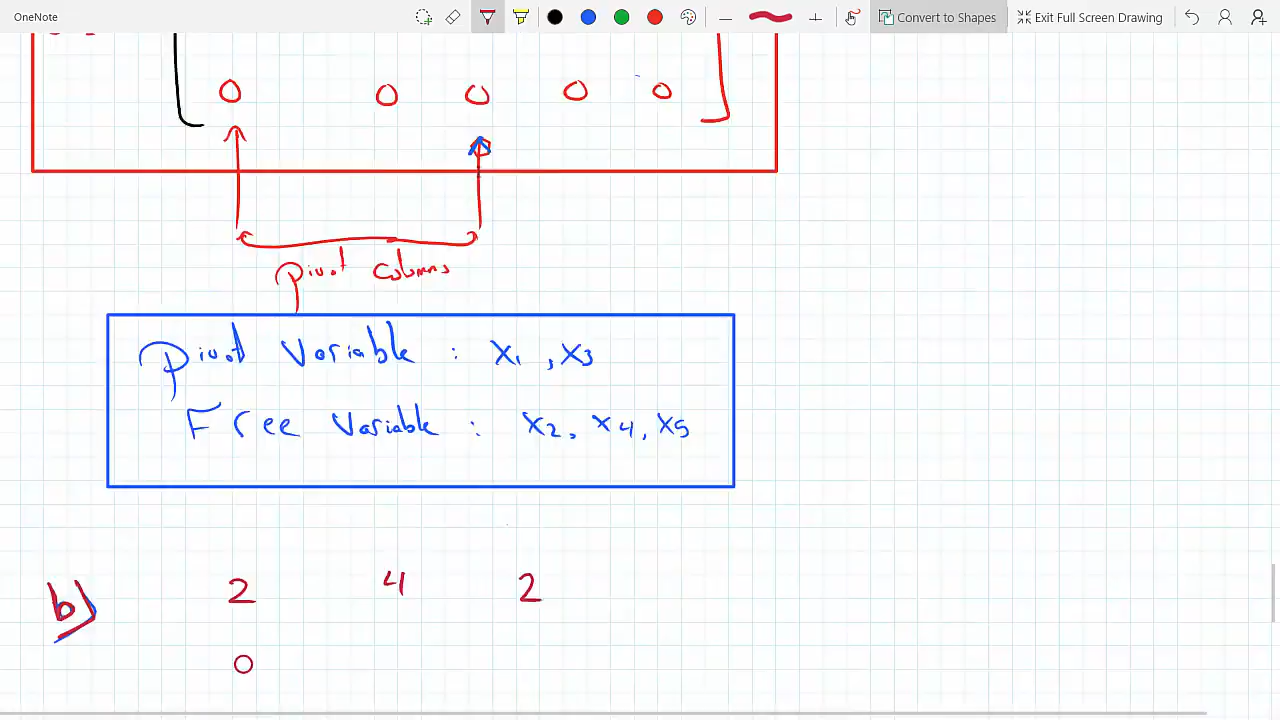 OneNote
Convert to Shapes Exit Full Screen Drawing
0 0 0 0 0
Pivot Columns
Pivot Variable : x1 , x3
Free Variable : x2, x4, x5
b) 2 4 2
0